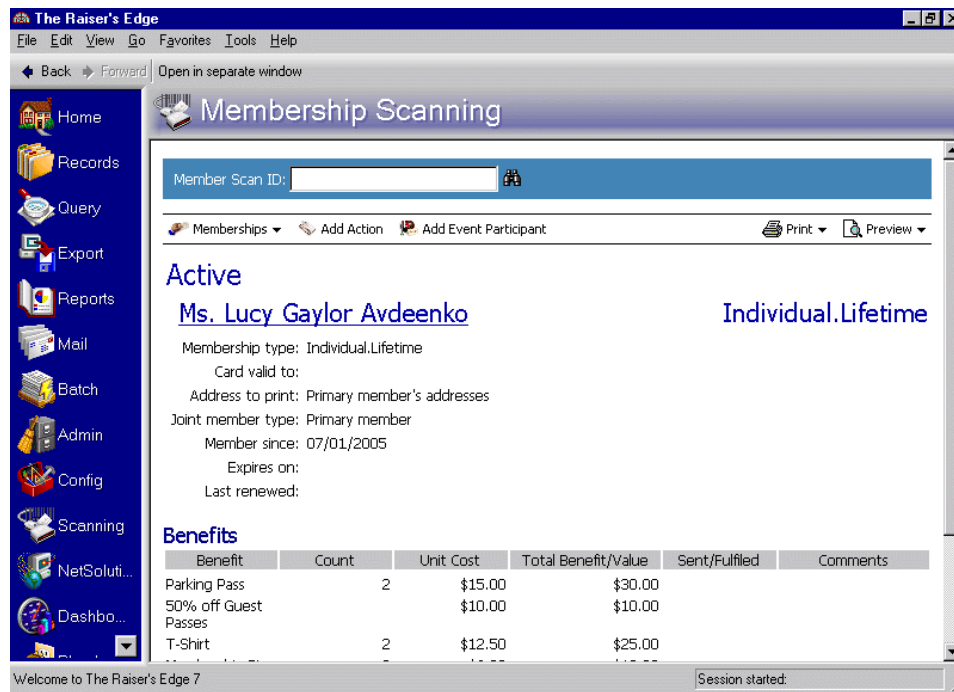 The Raiser's Edge
File Edit View Go Favorites Tools Help
Back Forward Open in separate window
Home
Records
Query
Export
Reports
Mail
Batch
Admin
Config
Scanning
NetSoluti...
Dashbo...
Membership Scanning
Member Scan ID:
Memberships Add Action Add Event Participant Print Preview
Active
Ms. Lucy Gaylor Avdeenko Individual.Lifetime
Membership type: Individual.Lifetime
Card valid to:
Address to print: Primary member's addresses
Joint member type: Primary member
Member since: 07/01/2005
Expires on:
Last renewed:
Benefits
Benefit Count Unit Cost Total Benefit/Value Sent/Fulfilled Comments
Parking Pass 2 $15.00 $30.00
50% off Guest $10.00 $10.00
Passes
T-Shirt 2 $12.50 $25.00
Welcome to The Raiser's Edge 7 Session started: